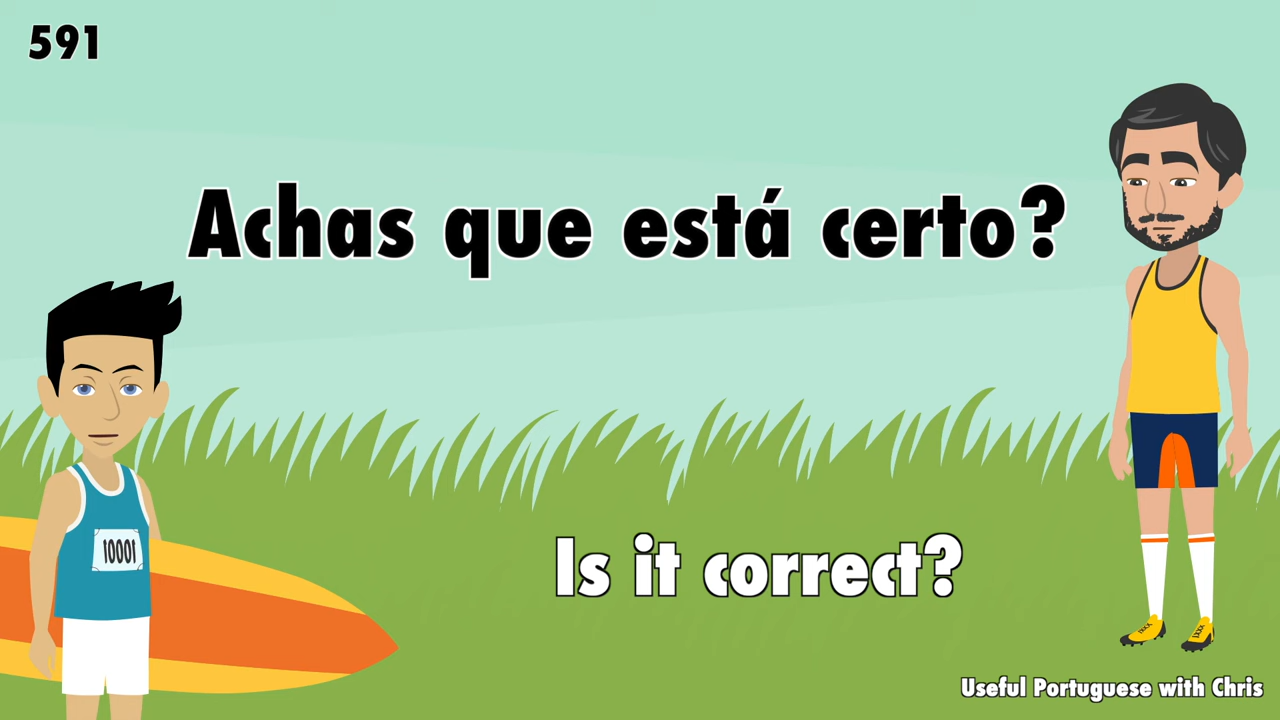 591
Achas que está certo?
10001
Is it correct?
Useful Portuguese with Chris